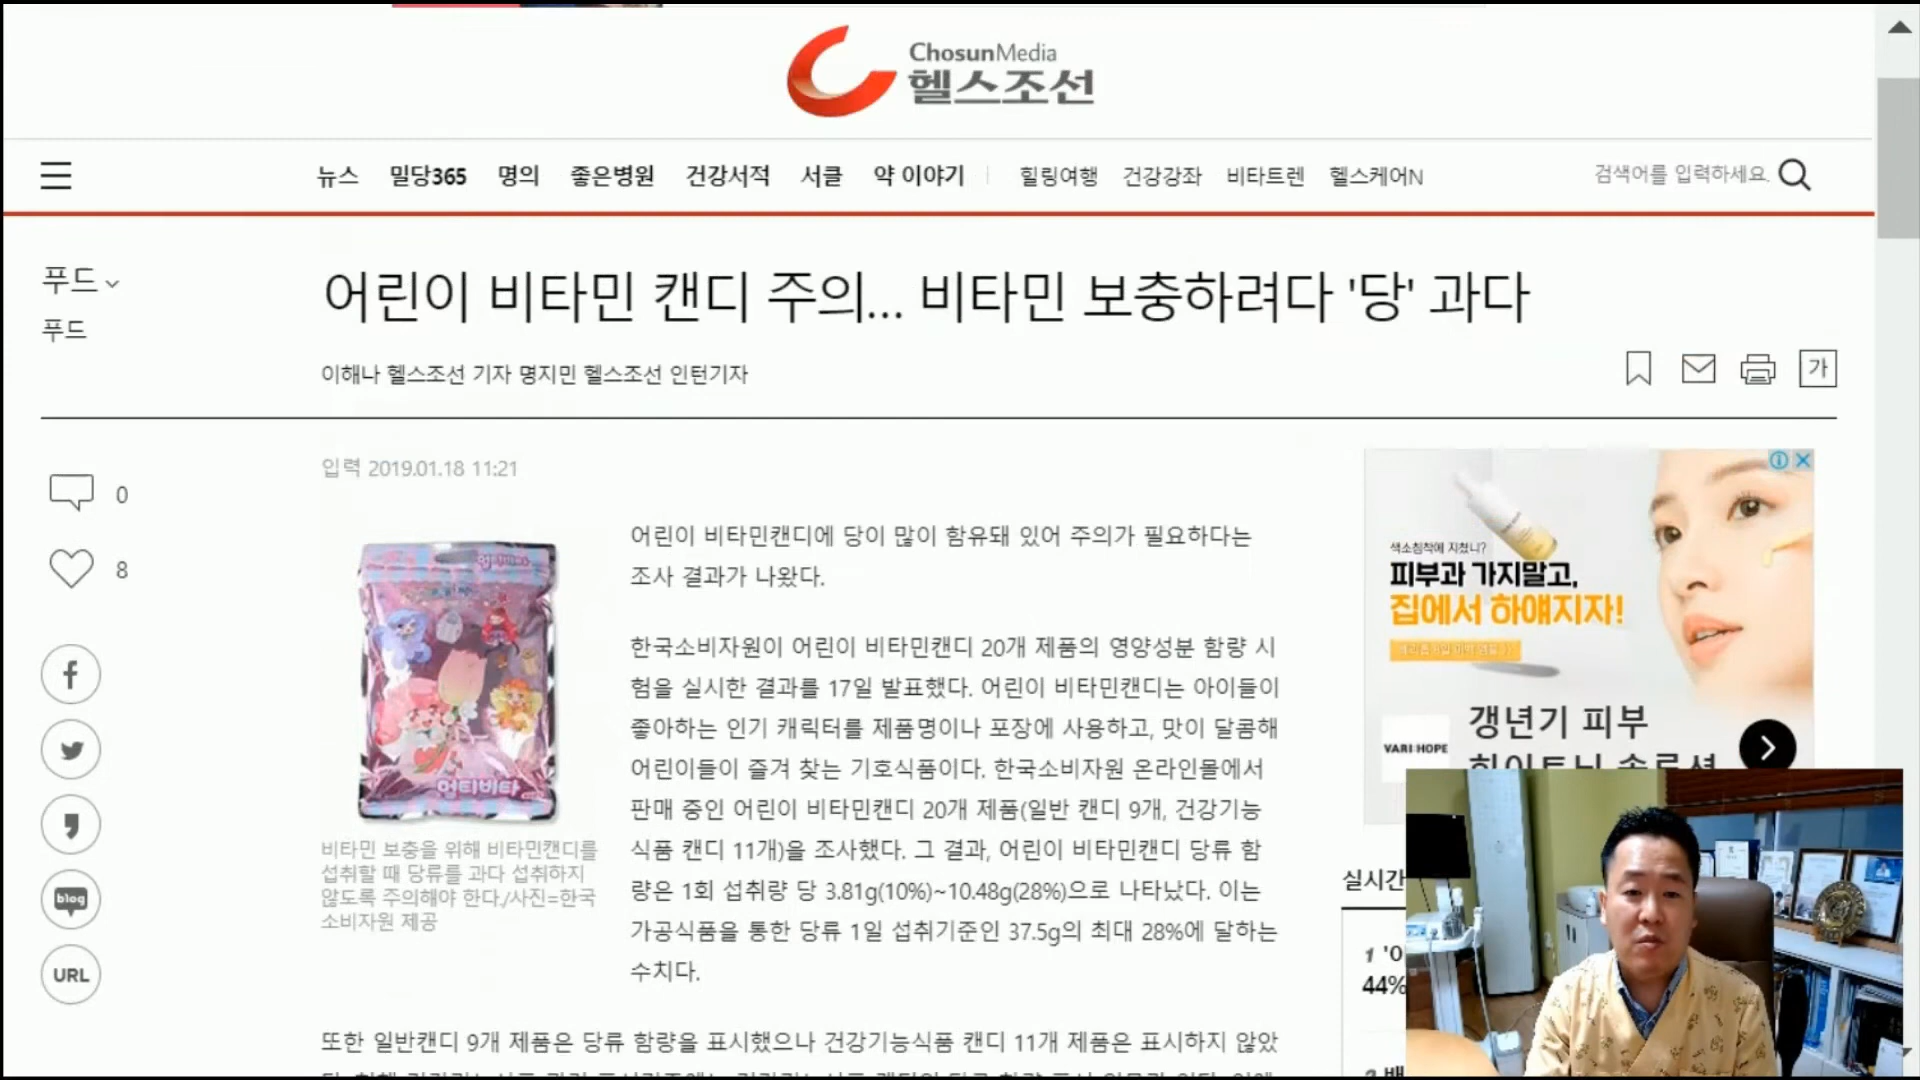 ChosunMedia
헬스조선
뉴스 밀당365 명의 좋은병원 건강서적 서클 약 이야기 힐링여행 건강강좌 비타트렌 헬스케어N
검색어를 입력하세요.
푸드
푸드
어린이 비타민 캔디 주의... 비타민 보충하려다 '당' 과다
이해나 헬스조선 기자 명지민 헬스조선 인턴기자
가
0
8
blog
URL
입력 2019.01.18 11:21
엄티비타
비타민 보충을 위해 비타민캔디를
섭취할 때 당류를 과다 섭취하지
않도록 주의해야 한다./사진=한국
소비자원 제공
어린이 비타민캔디에 당이 많이 함유돼 있어 주의가 필요하다는
조사 결과가 나왔다.
한국소비자원이 어린이 비타민캔디 20개 제품의 영양성분 함량 시
험을 실시한 결과를 17일 발표했다. 어린이 비타민캔디는 아이들이
좋아하는 인기 캐릭터를 제품명이나 포장에 사용하고, 맛이 달콤해
어린이들이 즐겨 찾는 기호식품이다. 한국소비자원 온라인몰에서
판매 중인 어린이 비타민캔디 20개 제품(일반 캔디 9개, 건강기능
식품 캔디 11개)을 조사했다. 그 결과, 어린이 비타민캔디 당류 함
량은 1회 섭취량 당 3.81g(10%)~10.48g(28%)으로 나타났다. 이는
가공식품을 통한 당류 1일 섭취기준인 37.5g의 최대 28%에 달하는
수치다.
또한 일반캔디 9개 제품은 당류 함량을 표시했으나 건강기능식품 캔디 11개 제품은 표시하지 않았
색소침착에 지쳤니?
피부과 가지말고,
집에서 하얘지자!
VARI:HOPE
갱년기 피부
실시간
1 '이
44%